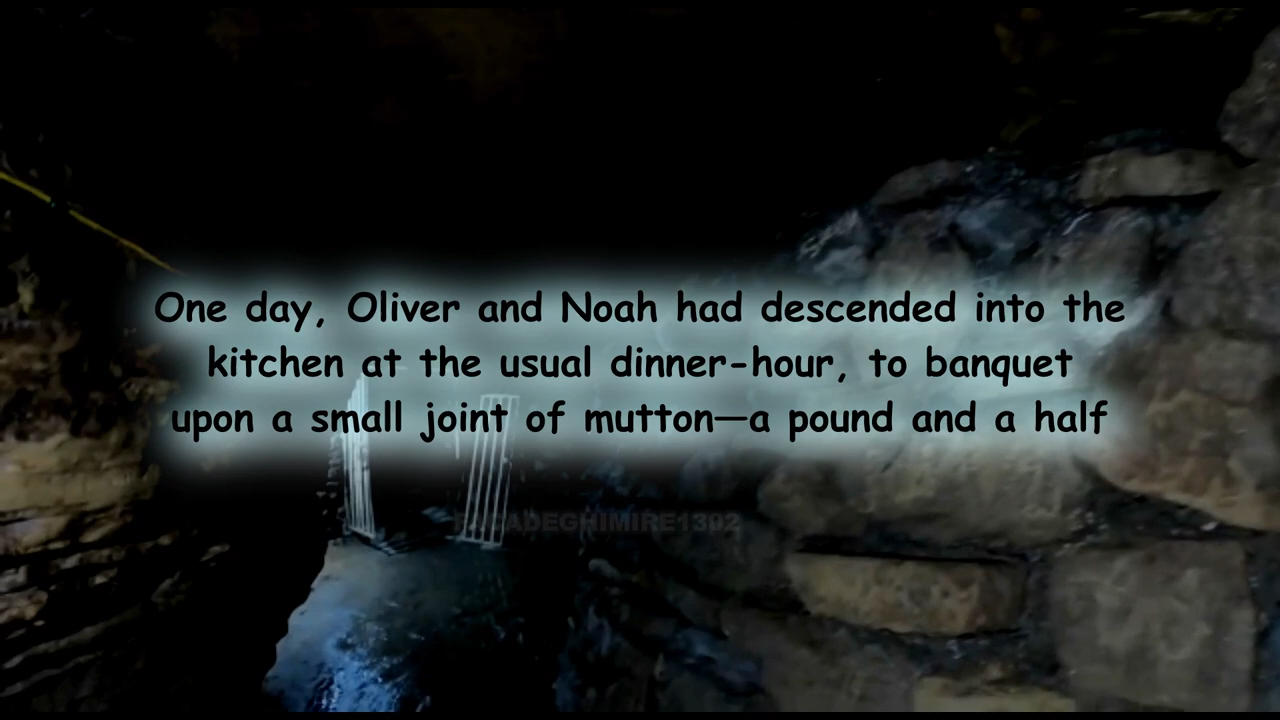 One day, Oliver and Noah had descended into the
kitchen at the usual dinner-hour, to banquet
upon a small joint of mutton—a pound and a half